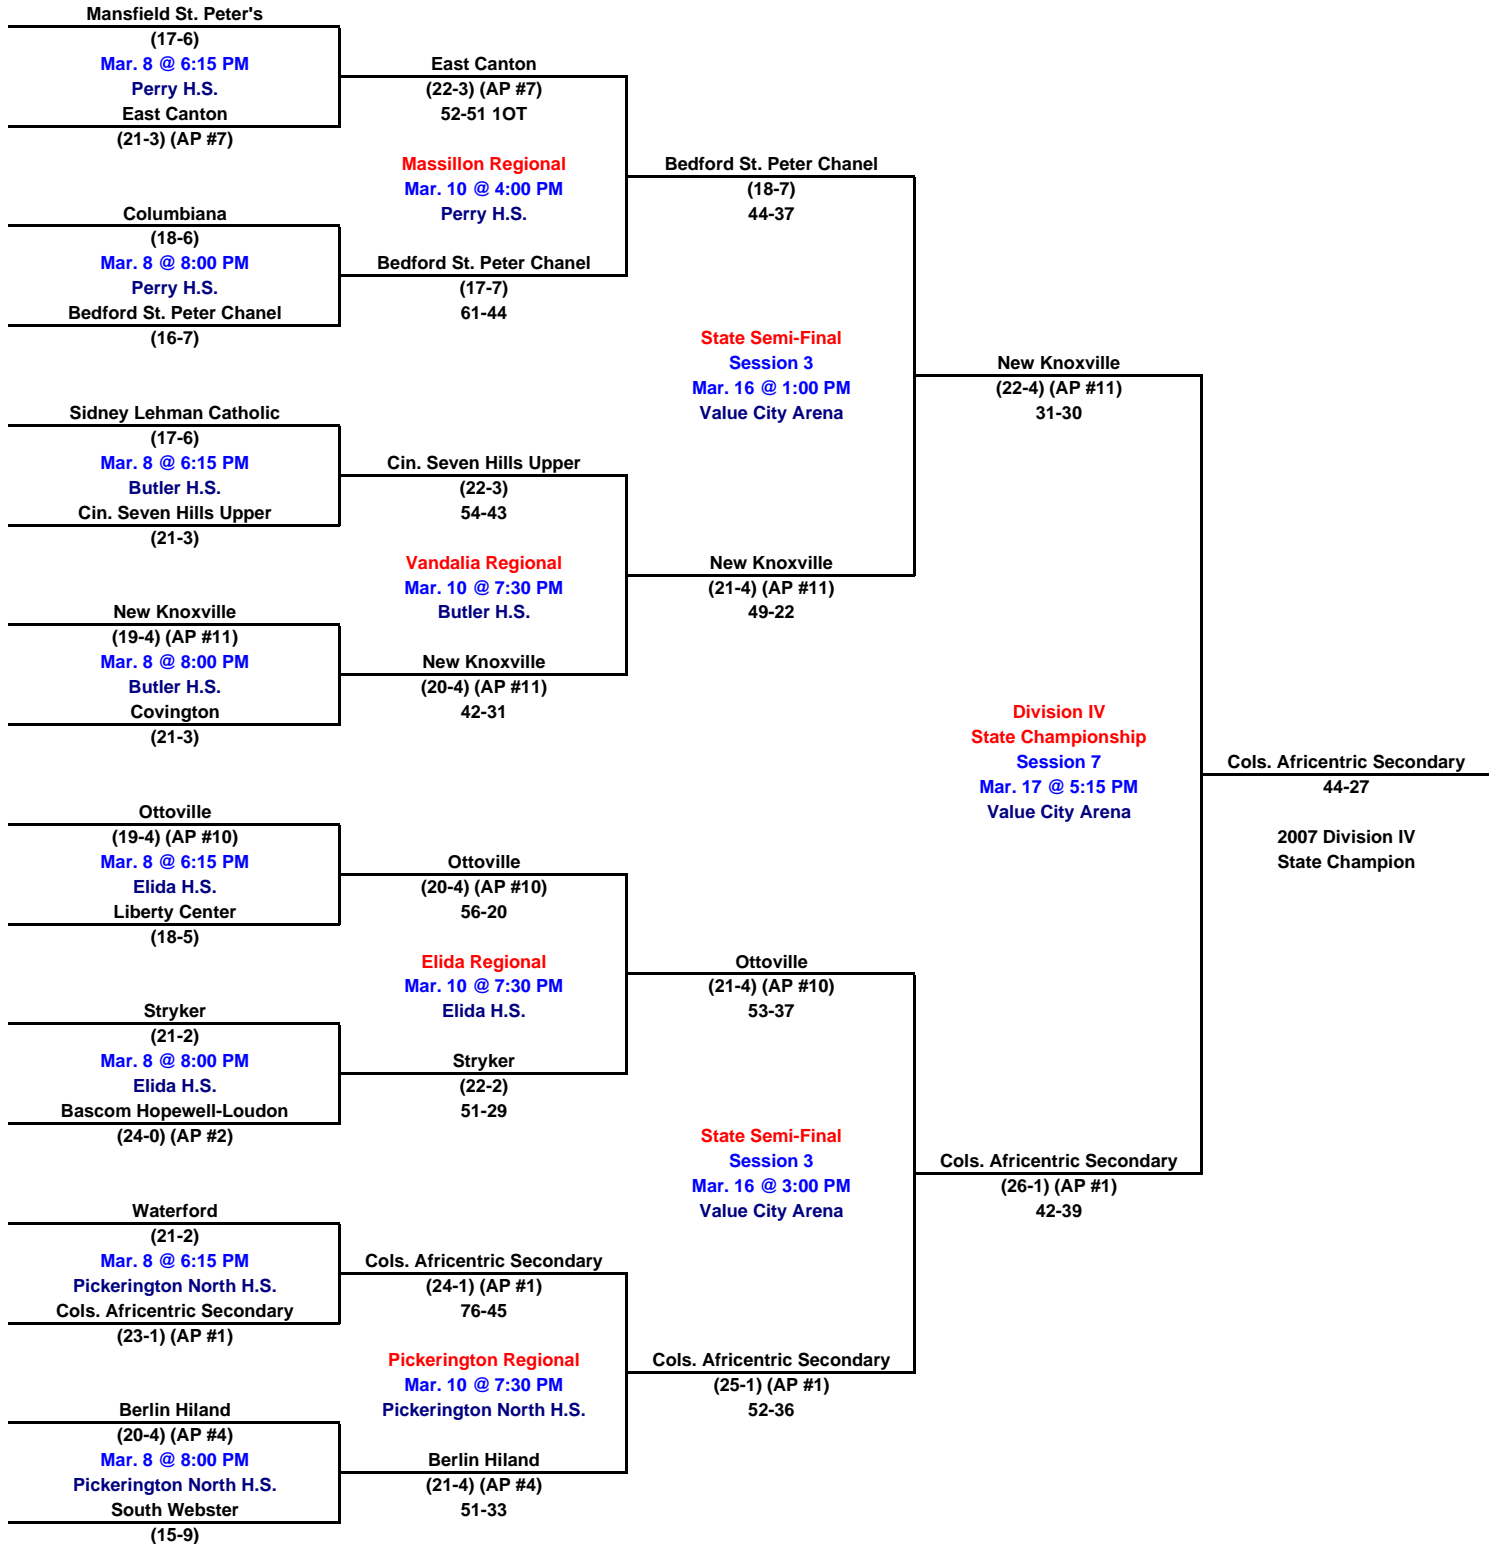 Mansfield St. Peter's
(17-6)
Mar. 8 @ 6:15 PM
Perry H.S.
East Canton
(21-3) (AP #7)
Columbiana
(18-6)
Mar. 8 @ 8:00 PM
Perry H.S.
Bedford St. Peter Chanel
(16-7)
Sidney Lehman Catholic
(17-6)
Mar. 8 @ 6:15 PM
Butler H.S.
Cin. Seven Hills Upper
(21-3)
New Knoxville
(19-4) (AP #11)
Mar. 8 @ 8:00 PM
Butler H.S.
Covington
(21-3)
Ottoville
(19-4) (AP #10)
Mar. 8 @ 6:15 PM
Elida H.S.
Liberty Center
(18-5)
Stryker
(21-2)
Mar. 8 @ 8:00 PM
Elida H.S.
Bascom Hopewell-Loudon
(24-0) (AP #2)
Waterford
(21-2)
Mar. 8 @ 6:15 PM
Pickerington North H.S.
Cols. Africentric Secondary
(23-1) (AP #1)
Berlin Hiland
(20-4) (AP #4)
Mar. 8 @ 8:00 PM
Pickerington North H.S.
South Webster
(15-9)
East Canton
(22-3) (AP #7)
52-51 1OT
Massillon Regional
Mar. 10 @ 4:00 PM
Perry H.S.
Bedford St. Peter Chanel
(17-7)
61-44
Cin. Seven Hills Upper
(22-3)
54-43
Vandalia Regional
Mar. 10 @ 7:30 PM
Butler H.S.
New Knoxville
(20-4) (AP #11)
42-31
Ottoville
(20-4) (AP #10)
56-20
Elida Regional
Mar. 10 @ 7:30 PM
Elida H.S.
Stryker
(22-2)
51-29
Cols. Africentric Secondary
(24-1) (AP #1)
76-45
Pickerington Regional
Mar. 10 @ 7:30 PM
Pickerington North H.S.
Berlin Hiland
(21-4) (AP #4)
51-33
Bedford St. Peter Chanel
(18-7)
44-37
State Semi-Final
Session 3
Mar. 16 @ 1:00 PM
Value City Arena
New Knoxville
(21-4) (AP #11)
49-22
Ottoville
(21-4) (AP #10)
53-37
State Semi-Final
Session 3
Mar. 16 @ 3:00 PM
Value City Arena
Cols. Africentric Secondary
(25-1) (AP #1)
52-36
New Knoxville
(22-4) (AP #11)
31-30
Division IV
State Championship
Session 7
Mar. 17 @ 5:15 PM
Value City Arena
Cols. Africentric Secondary
(26-1) (AP #1)
42-39
Cols. Africentric Secondary
44-27
2007 Division IV
State Champion